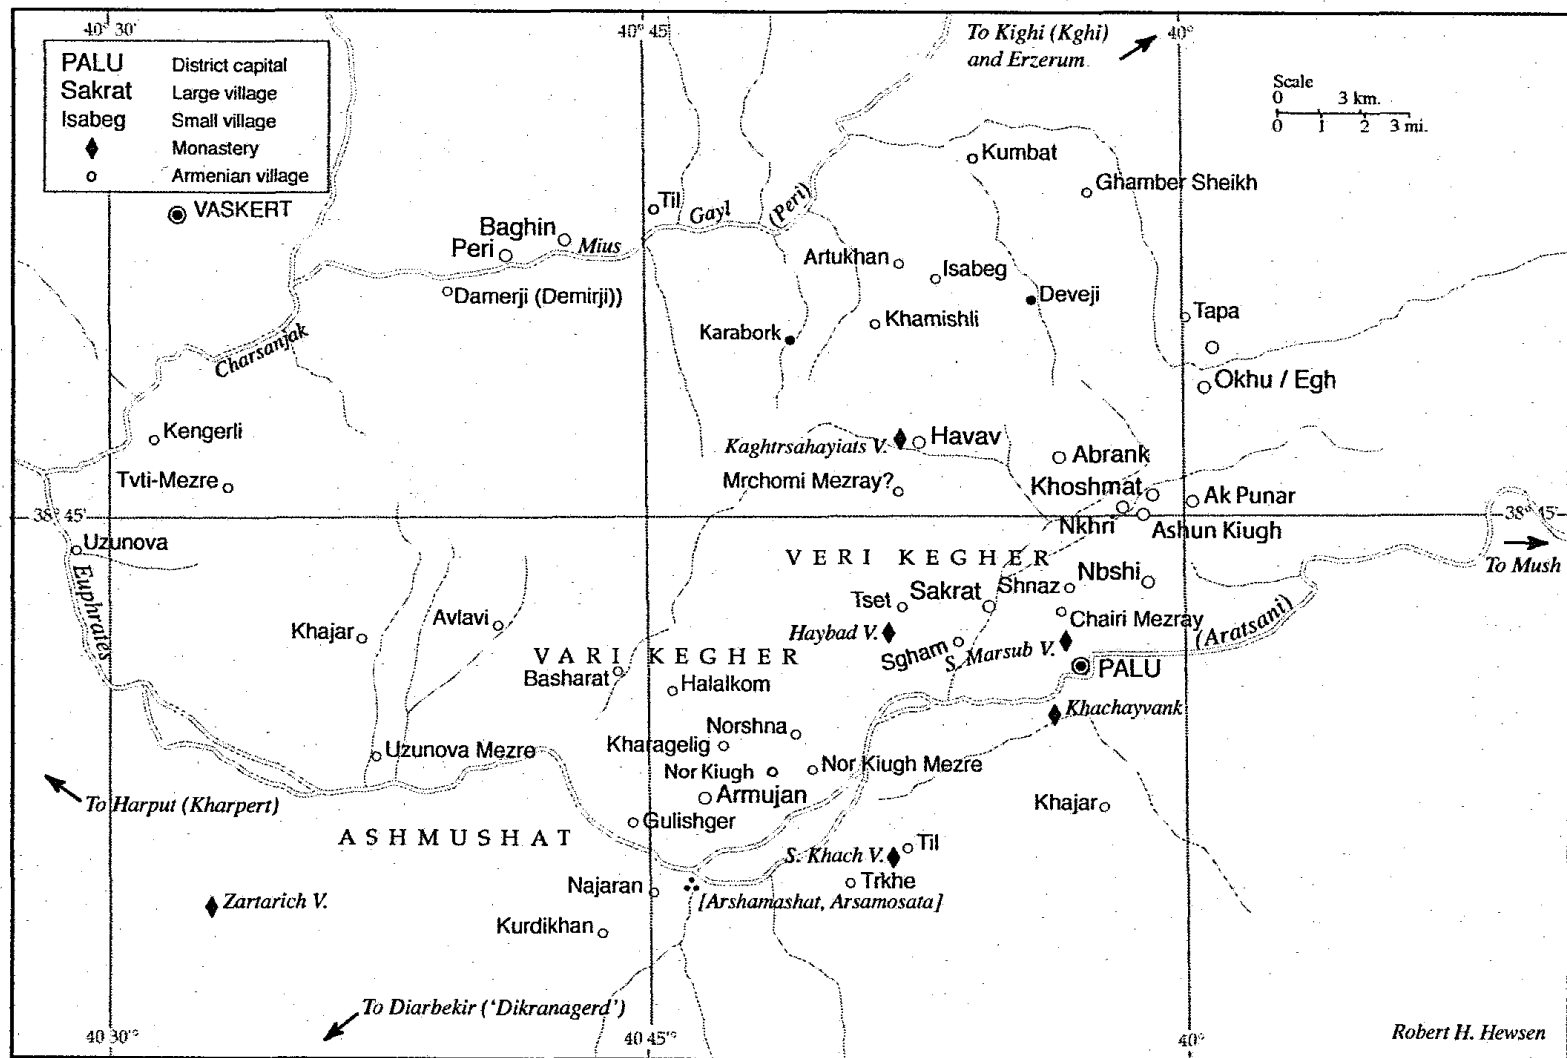 40° 30'
40° 45'
40°
To Kighi (Kghi)
and Erzerum
PALU District capital
Sakrat Large village
Isabeg Small village
Monastery
Armenian village
Scale
0 3 km.
0 1 2 3 mi.
VASKERT
Kumbat
Ghamber Sheikh
Til
Gayl
(Peri)
Baghin
Peri
Mius
Artukhan
Isabeg
Damerji (Demirji))
Deveji
Tapa
Khamishli
Karabork
Charsanjak
Okhu / Egh
Kengerli
Kaghtrsahayiats V.
Havav
Abrank
Tvti-Mezre
Mrchomi Mezray?
Khoshmat
Ak Punar
38° 45'
38° 45'
Nkhri
Ashun Kiugh
Uzunova
VERI KEGHER
To Mush
Euphrates
Shnaz
Nbshi
Tset
Sakrat
Chairi Mezray
(Aratsani)
Khajar
Avlavi
Haybad V.
Sgham
S. Marsub V.
VARI KEGHER
PALU
Basharat
Halalkom
Khachayvank
Norshna
Kharagelig
Uzunova Mezre
Nor Kiugh
Nor Kiugh Mezre
To Harput (Kharpert)
Armujan
Khajar
Gulishger
ASHMUSHAT
S. Khach V.
Til
Trkhe
Najaran
[Arshamashat, Arsamosata]
Zartarich V.
Kurdikhan
To Diarbekir (‘Dikranagerd’)
40 30'°
40 45'°
40°
Robert H. Hewsen